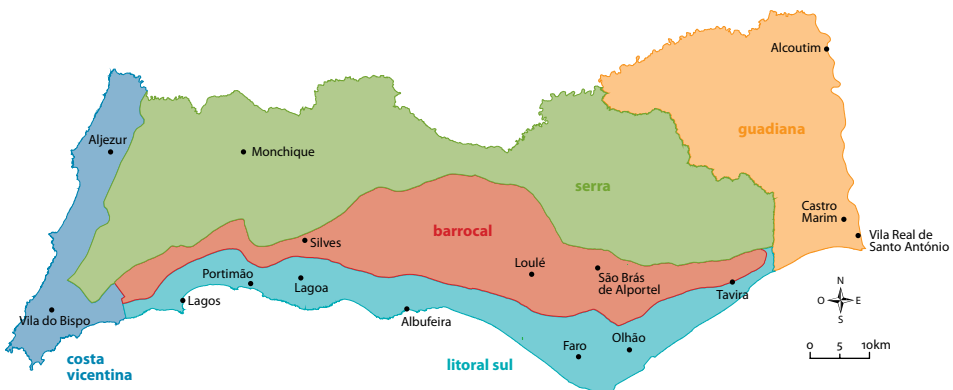 Alcoutim
guadiana
Aljezur
Monchique
serra
Castro
Marim
Vila Real de
Santo António
barrocal
Silves
Loulé
São Brás
de Alportel
Portimão
Lagoa
Lagos
Tavira
Vila do Bispo
Albufeira
Faro
Olhão
costa
vicentina
litoral sul
N
O E
S
0 5 10km